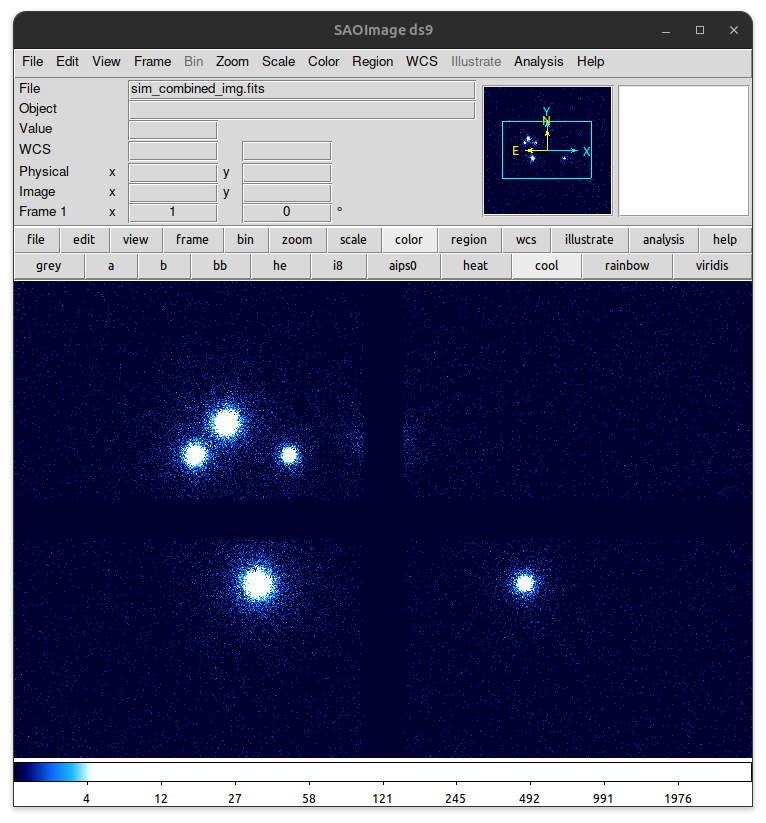 SAOImage ds9
File Edit View Frame Bin Zoom Scale Color Region WCS Illustrate Analysis Help
File sim_combined_img.fits
Object
Value
WCS
Physical x y
Image x y
Frame 1 x 1 0 °
Y
N
E X
file edit view frame bin zoom scale color region wcs illustrate analysis help
grey a b bb he i8 aips0 heat cool rainbow viridis
4 12 27 58 121 245 492 991 1976